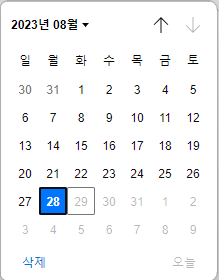 2023년 08월
일 월 화 수 목 금 토
30 31 1 2 3 4 5
6 7 8 9 10 11 12
13 14 15 16 17 18 19
20 21 22 23 24 25 26
27 28 29 30 31 1 2
3 4 5 6 7 8 9
삭제 오늘